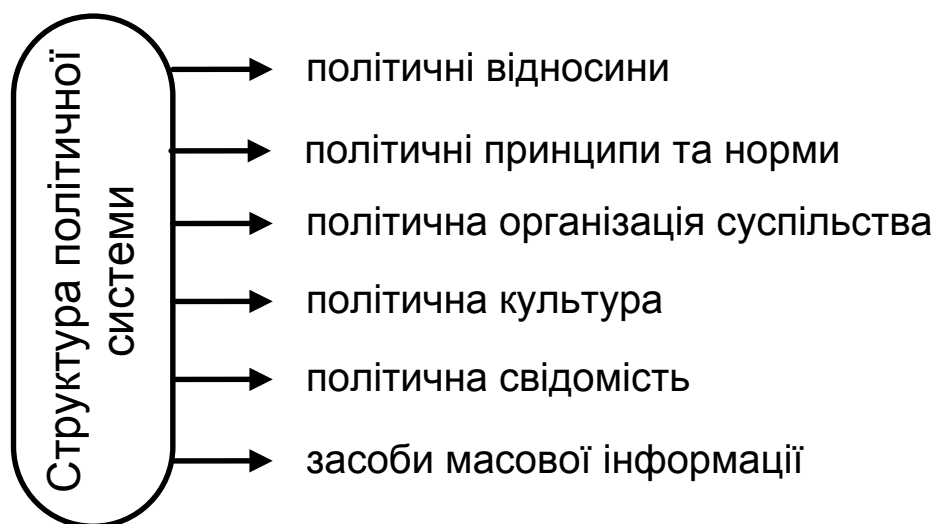 Структура політичної
системи
політичні відносини
політичні принципи та норми
політична організація суспільства
політична культура
політична свідомість
засоби масової інформації